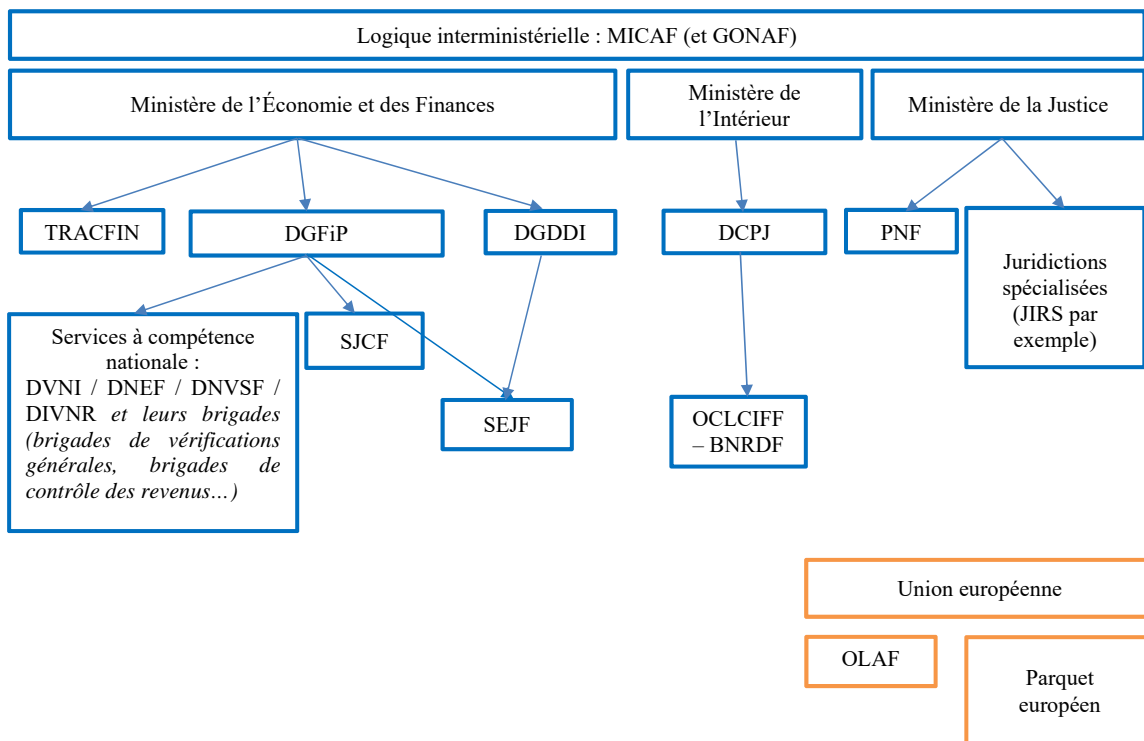 Logique interministérielle : MICAF (et GONAF)
Ministère de l’Économie et des Finances
Ministère de
l’Intérieur
Ministère de la Justice
TRACFIN
DGFiP
DGDDI
DCPJ
PNF
Juridictions
spécialisées
(JIRS par
exemple)
Services à compétence
nationale :
DVNI / DNEF / DNVSF /
DIVNR et leurs brigades
(brigades de vérifications
générales, brigades de
contrôle des revenus…)
SJCF
SEJF
OCLCIFF
– BNRDF
Union européenne
OLAF
Parquet
européen